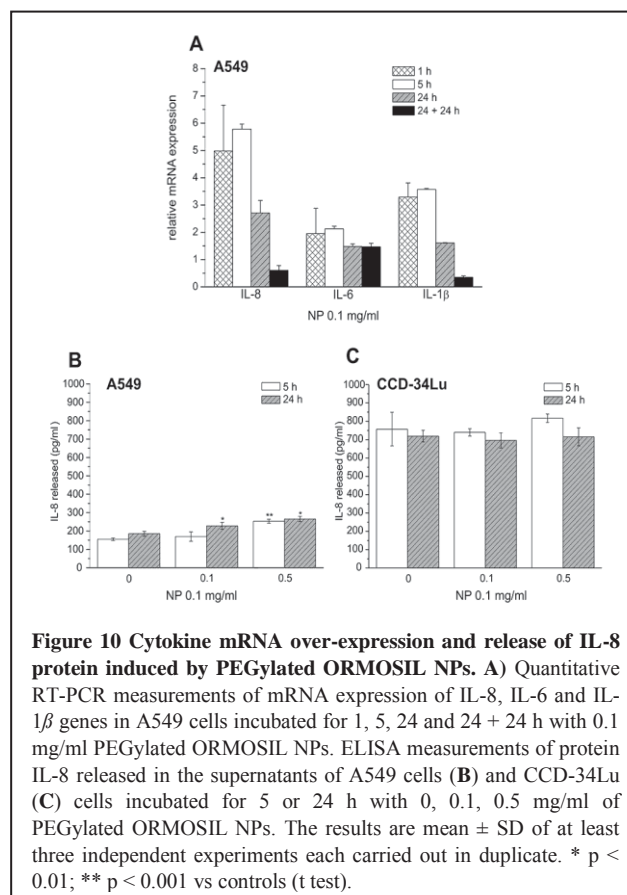 A
A549
1 h
5 h
24 h
24 + 24 h
relative mRNA expression
8
7
6
5
4
3
2
1
0
IL-8 IL-6 IL-1β
NP 0.1 mg/ml
B
A549
5 h
24 h
IL-8 released (pg/ml)
1000
900
800
700
600
500
400
300
200
100
0
* ** *
0 0.1 0.5
NP 0.1 mg/ml
C
CCD-34Lu
5 h
24 h
IL-8 released (pg/ml)
1000
900
800
700
600
500
400
300
200
100
0
0 0.1 0.5
NP 0.1 mg/ml
Figure 10 Cytokine mRNA over-expression and release of IL-8
protein induced by PEGylated ORMOSIL NPs. A) Quantitative
RT-PCR measurements of mRNA expression of IL-8, IL-6 and IL-
1β genes in A549 cells incubated for 1, 5, 24 and 24 + 24 h with 0.1
mg/ml PEGylated ORMOSIL NPs. ELISA measurements of protein
IL-8 released in the supernatants of A549 cells (B) and CCD-34Lu
(C) cells incubated for 5 or 24 h with 0, 0.1, 0.5 mg/ml of
PEGylated ORMOSIL NPs. The results are mean ± SD of at least
three independent experiments each carried out in duplicate. * p <
0.01; ** p < 0.001 vs controls (t test).